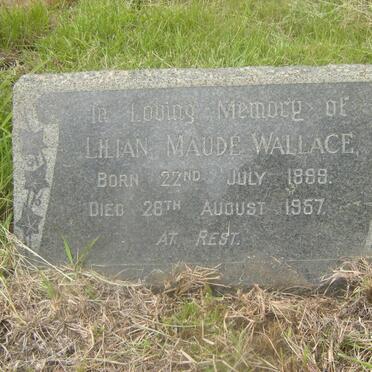 In Loving Memory of
LILIAN MAUDE WALLACE,
BORN 22ND JULY 1889.
DIED 28TH AUGUST 1957.
AT REST.